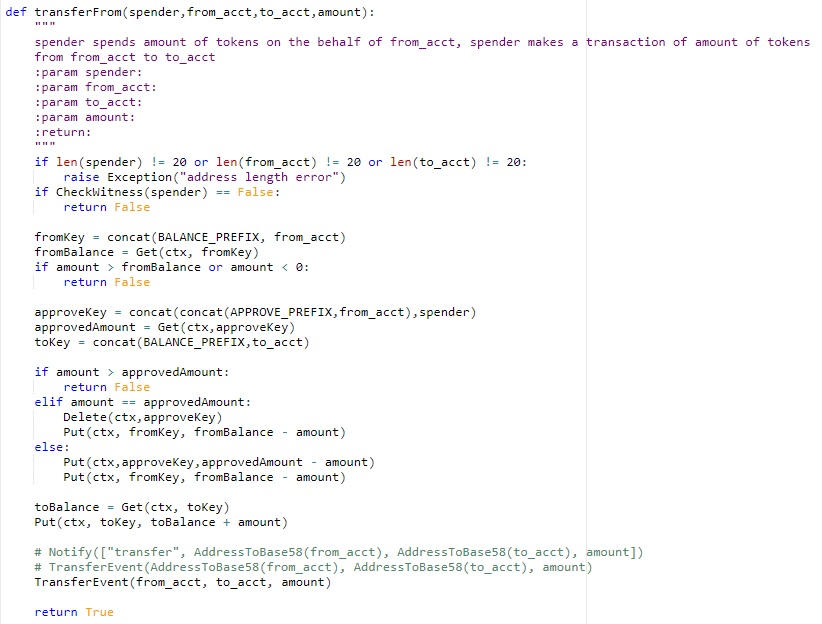 def transferFrom(spender,from_acct,to_acct,amount):
"""
spender spends amount of tokens on the behalf of from_acct, spender makes a transaction of amount of tokens
from from_acct to to_acct
:param spender:
:param from_acct:
:param to_acct:
:param amount:
:return:
"""
if len(spender) != 20 or len(from_acct) != 20 or len(to_acct) != 20:
raise Exception("address length error")
if CheckWitness(spender) == False:
return False
fromKey = concat(BALANCE_PREFIX, from_acct)
fromBalance = Get(ctx, fromKey)
if amount > fromBalance or amount < 0:
return False
approveKey = concat(concat(APPROVE_PREFIX,from_acct),spender)
approvedAmount = Get(ctx,approveKey)
toKey = concat(BALANCE_PREFIX,to_acct)
if amount > approvedAmount:
return False
elif amount == approvedAmount:
Delete(ctx,approveKey)
Put(ctx, fromKey, fromBalance - amount)
else:
Put(ctx,approveKey,approvedAmount - amount)
Put(ctx, fromKey, fromBalance - amount)
toBalance = Get(ctx, toKey)
Put(ctx, toKey, toBalance + amount)
# Notify(["transfer", AddressToBase58(from_acct), AddressToBase58(to_acct), amount])
# TransferEvent(AddressToBase58(from_acct), AddressToBase58(to_acct), amount)
TransferEvent(from_acct, to_acct, amount)
return True